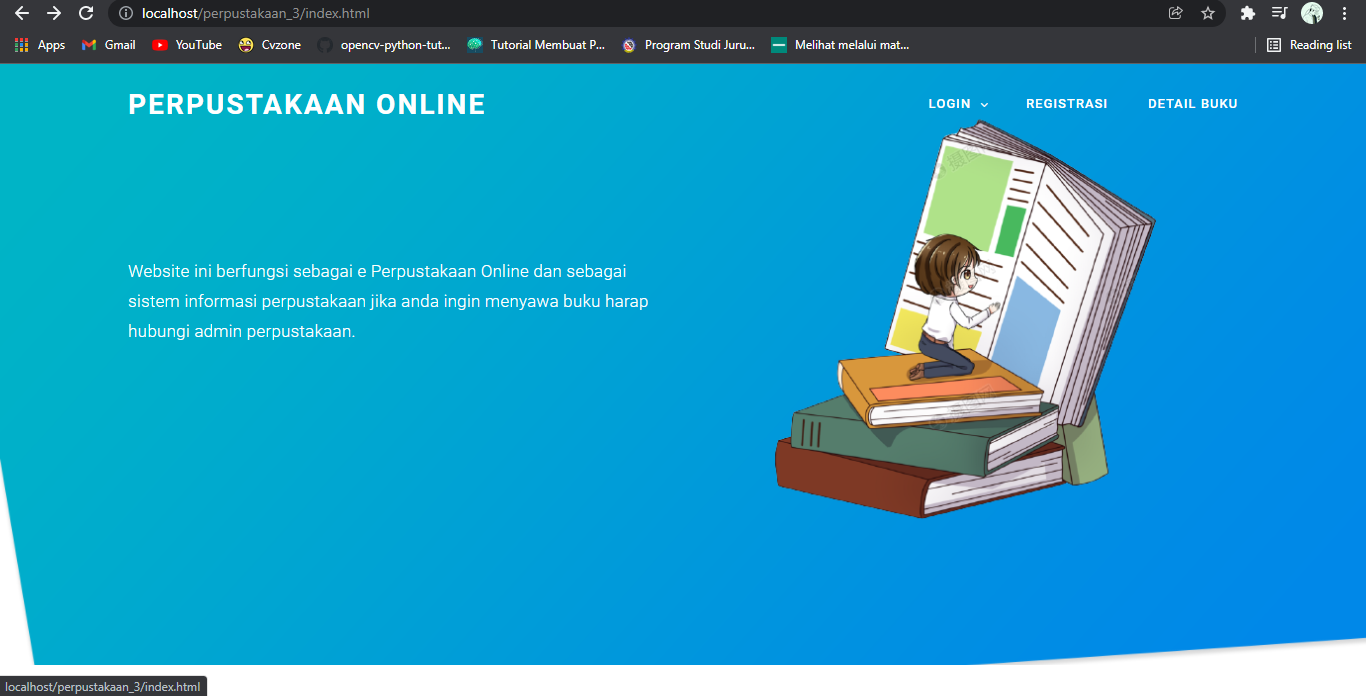 localhost/perpustakaan_3/index.html
Apps Gmail YouTube Cvzone opencv-python-tut... Tutorial Membuat P... Program Studi Juru... Melihat melalui mat... Reading list
PERPUSTAKAAN ONLINE
LOGIN REGISTRASI DETAIL BUKU
Website ini berfungsi sebagai e Perpustakaan Online dan sebagai
sistem informasi perpustakaan jika anda ingin menyawa buku harap
hubungi admin perpustakaan.
localhost/perpustakaan_3/index.html